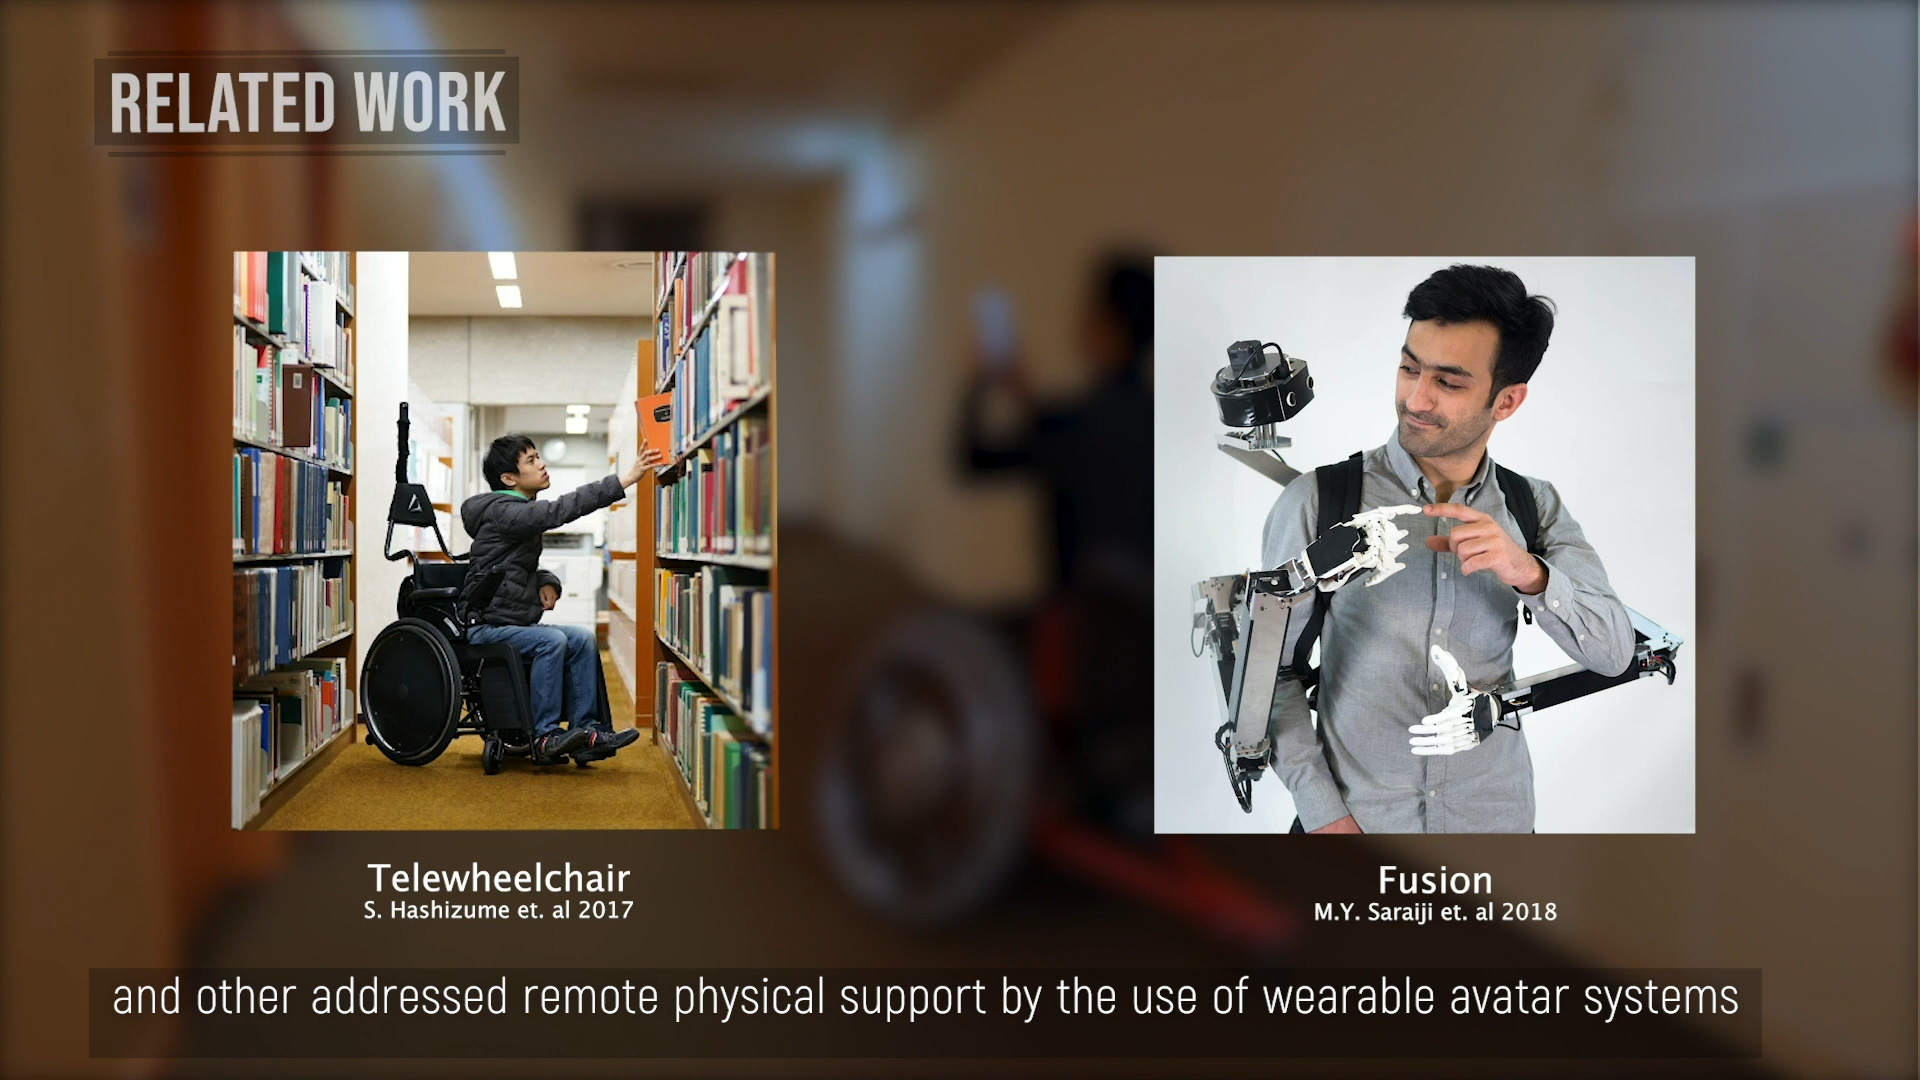 RELATED WORK
Telewheelchair
S. Hashizume et. al 2017
Fusion
M.Y. Saraiji et. al 2018
and other addressed remote physical support by the use of wearable avatar systems